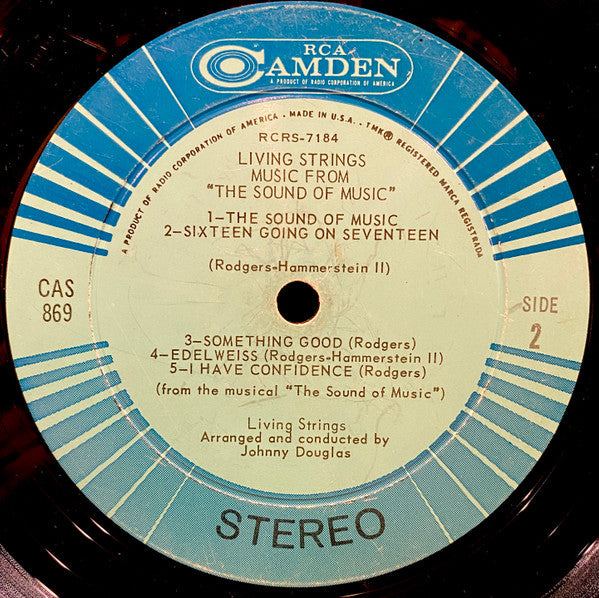 RCA
CAMDEN
A PRODUCT OF RADIO CORPORATION OF AMERICA
A PRODUCT OF RADIO CORPORATION OF AMERICA . MADE IN U.S.A. . TMK ® REGISTERED MARCA REGISTRADA
RCRS-7184
LIVING STRINGS
MUSIC FROM
"THE SOUND OF MUSIC"
1—THE SOUND OF MUSIC
2—SIXTEEN GOING ON SEVENTEEN
(Rodgers-Hammerstein II)
CAS
869
SIDE
2
3—SOMETHING GOOD (Rodgers)
4—EDELWEISS (Rodgers-Hammerstein II)
5—I HAVE CONFIDENCE (Rodgers)
(from the musical "The Sound of Music")
Living Strings
Arranged and conducted by
Johnny Douglas
STEREO